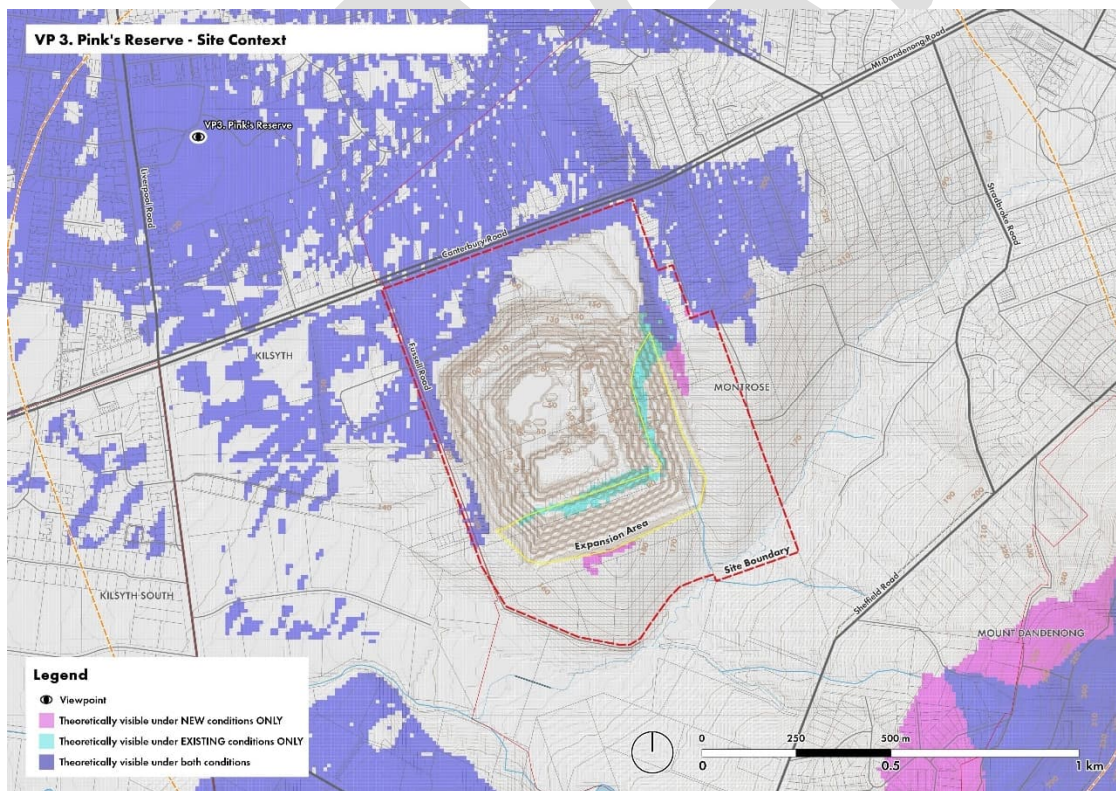 VP 3. Pink's Reserve - Site Context
Mt Dandenong Road
VP3. Pink's Reserve
Liverpool Road
Stradbroke Road
Canterbury Road
KILSYTH
Fussell Road
MONTROSE
Expansion Area
Site Boundary
Sheffield Road
KILSYTH SOUTH
MOUNT DANDENONG
Legend
Viewpoint
Theoretically visible under NEW conditions ONLY
Theoretically visible under EXISTING conditions ONLY
Theoretically visible under both conditions
0 250 500 m
0 0.5 1 km